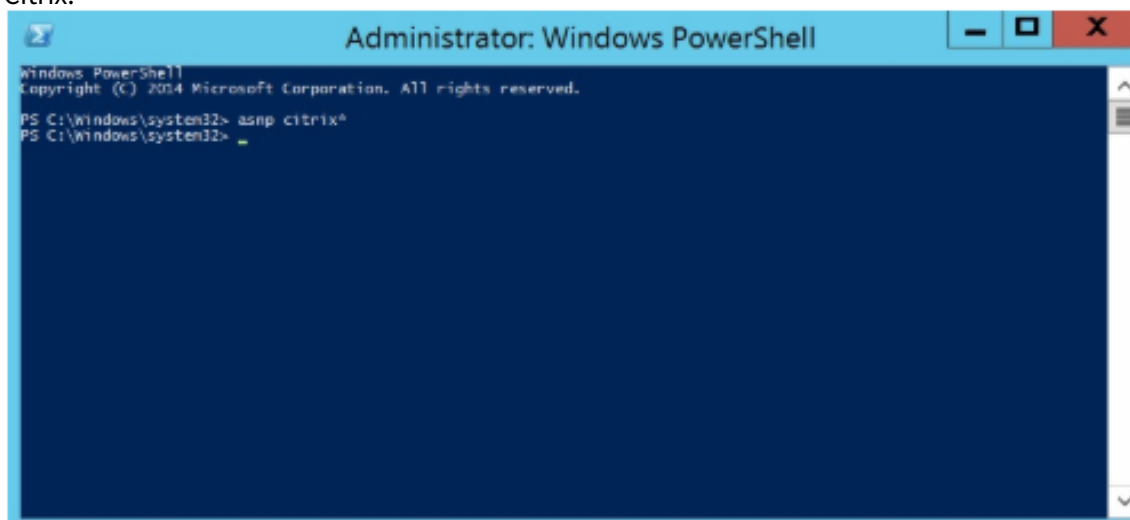 Citrix.
Administrator: Windows PowerShell
Windows PowerShell
Copyright (C) 2014 Microsoft Corporation. All rights reserved.
PS C:\Windows\system32> asnp citrix*
PS C:\Windows\system32> _